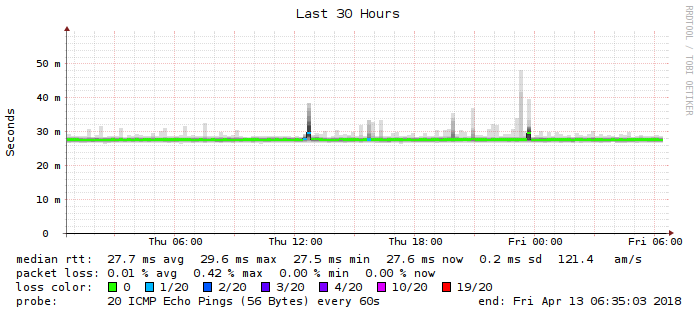 Last 30 Hours
RRDTOOL / TOBI OETIKER
Seconds
50 m
40 m
30 m
20 m
10 m
0
Thu 06:00 Thu 12:00 Thu 18:00 Fri 00:00 Fri 06:00
median rtt: 27.7 ms avg 29.6 ms max 27.5 ms min 27.6 ms now 0.2 ms sd 121.4 am/s
packet loss: 0.01 % avg 0.42 % max 0.00 % min 0.00 % now
loss color: 0 1/20 2/20 3/20 4/20 10/20 19/20
probe: 20 ICMP Echo Pings (56 Bytes) every 60s end: Fri Apr 13 06:35:03 2018